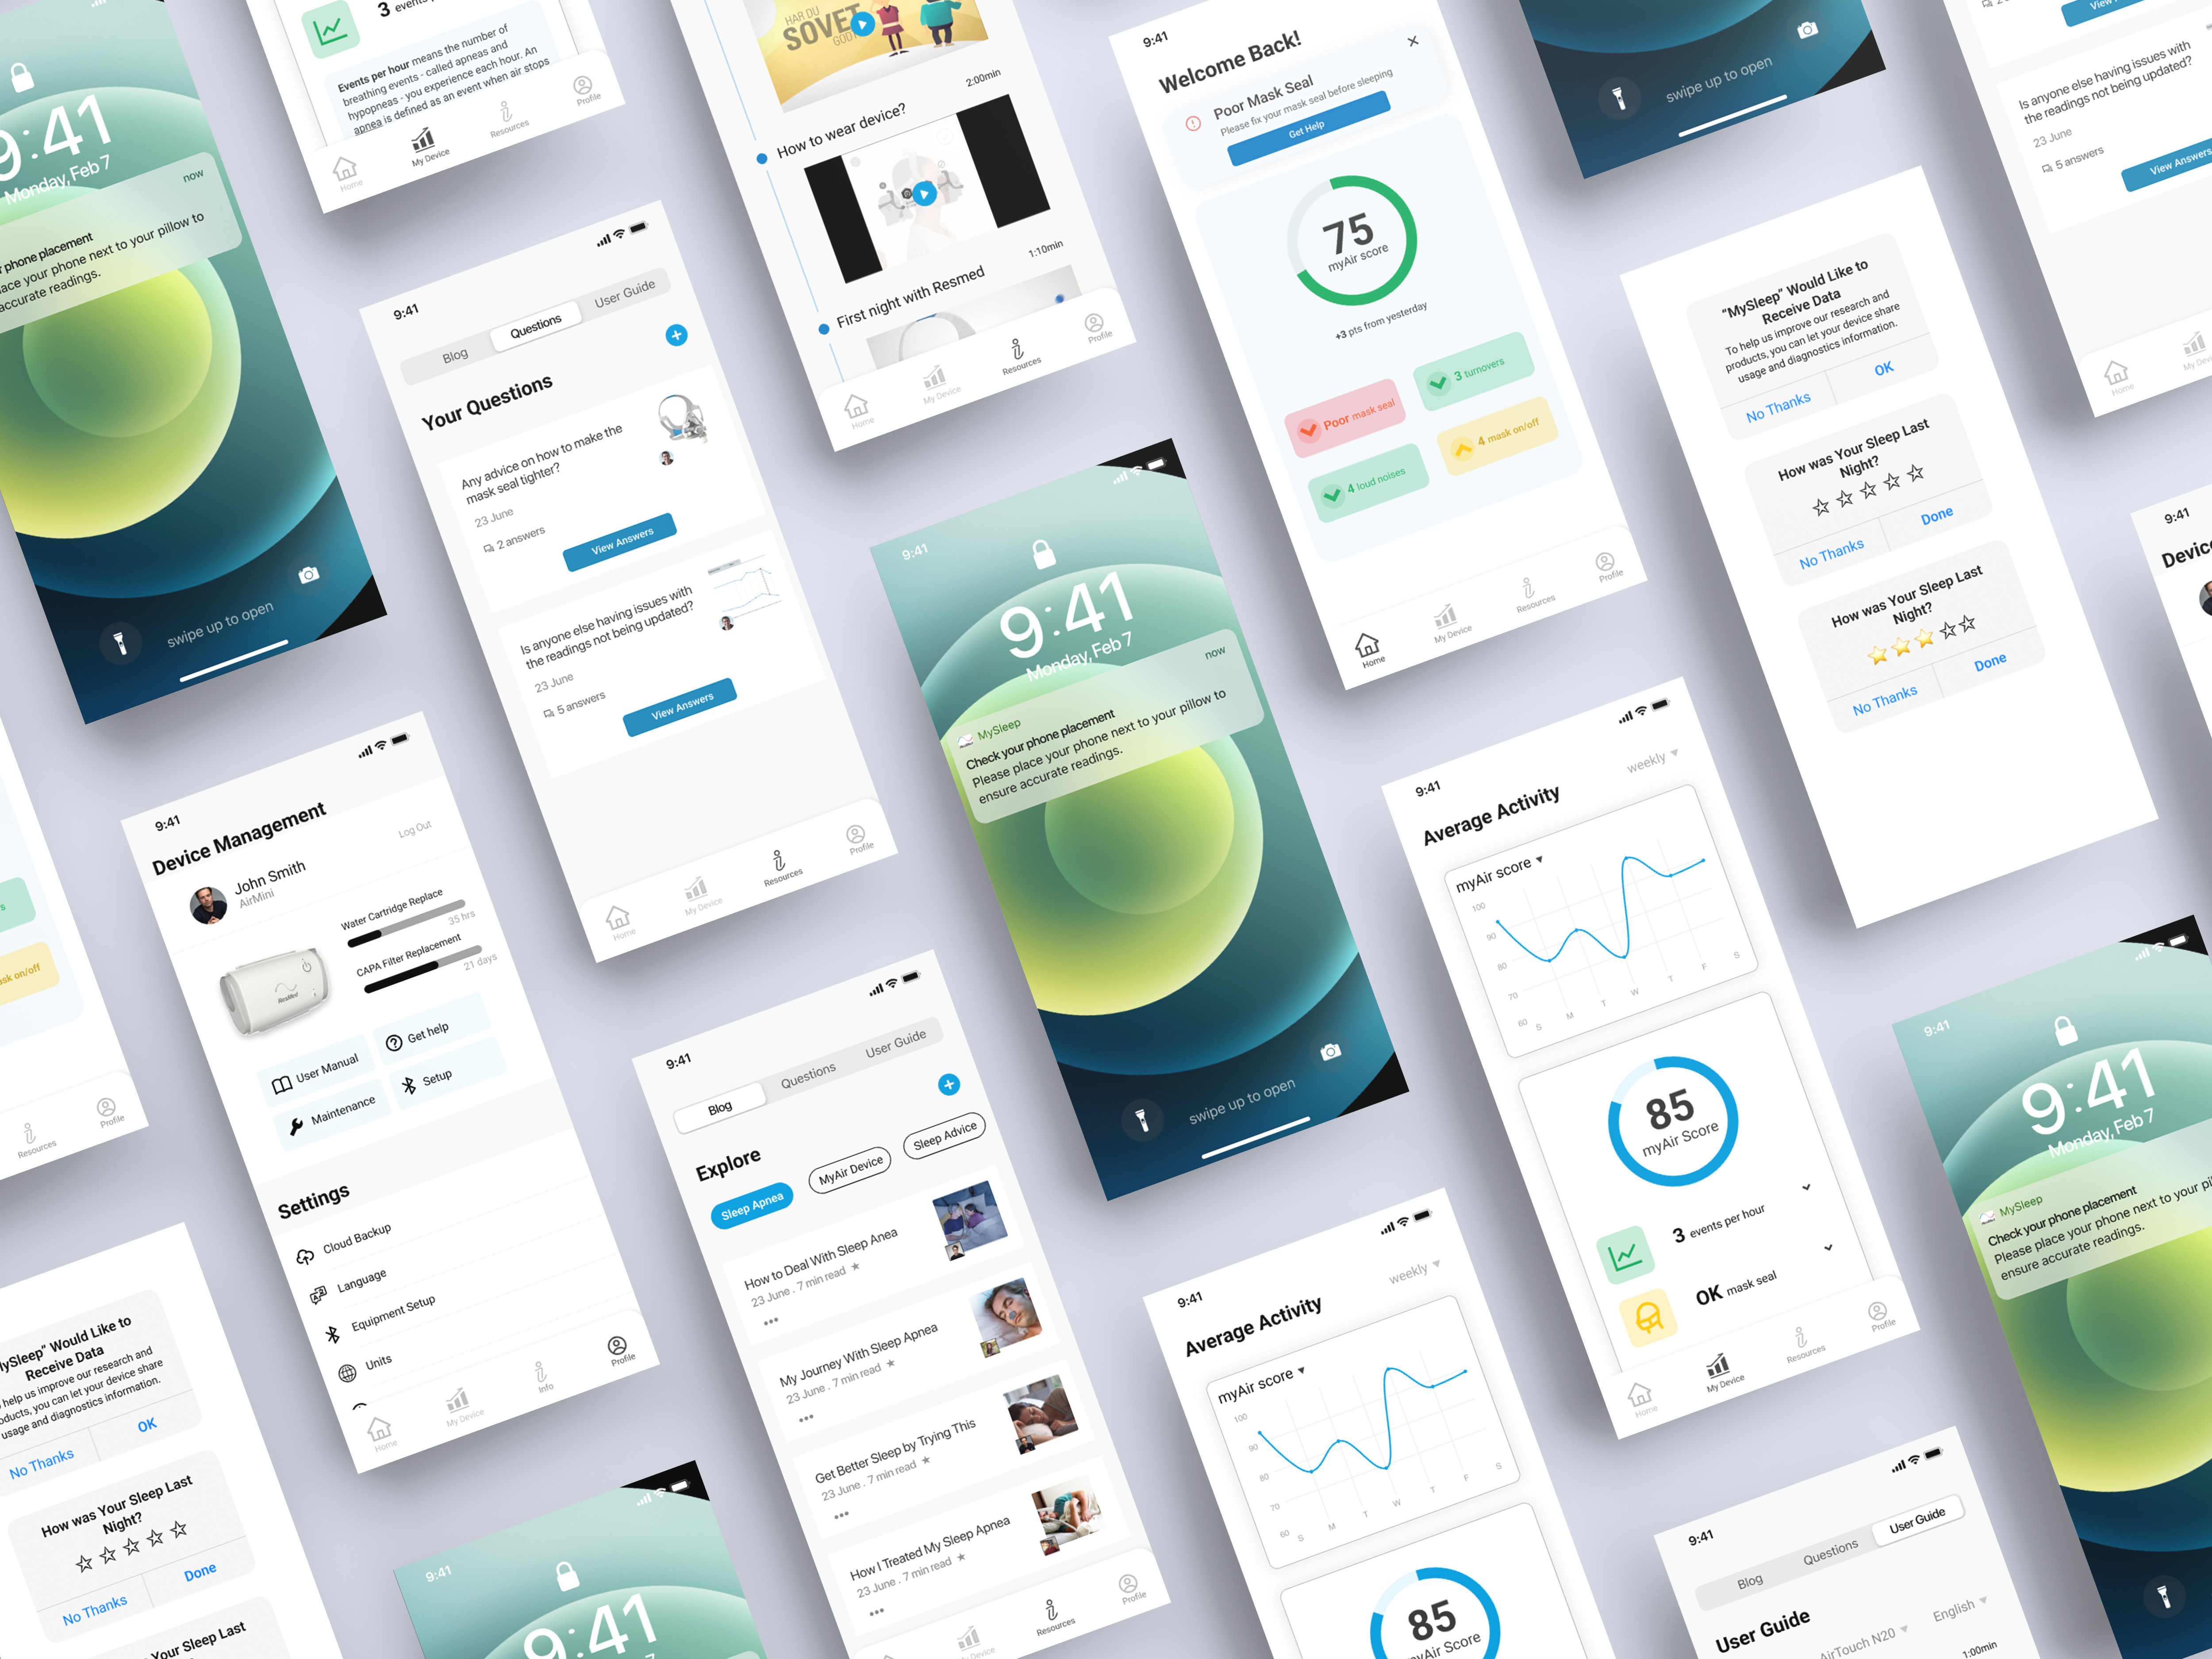 9:41
Monday, Feb 7
now
phone placement
place your phone next to your pillow to
accurate readings.
swipe up to open
3 events
Events per hour means the number of
breathing events - called apneas and
hypopneas - you experience each hour. An
apnea is defined as an event when air stops
Home
My Device
Resources
Profile
HAR DU
SOVET
GODT
2:00min
How to wear device?
1:10min
First night with Resmed
Home
My Device
Resources
Profile
9:41
Welcome Back!
Poor Mask Seal
Please fix your mask seal before sleeping
Get Help
75
myAir score
+3 pts from yesterday
Poor mask seal
3 turnovers
4 loud noises
4 mask on/off
Home
My Device
Resources
Profile
swipe up to open
Is anyone else having issues with
the readings not being updated?
23 June
5 answers
View Answers
Home
9:41
Blog
Questions
User Guide
Your Questions
Any advice on how to make the
mask seal tighter?
23 June
2 answers
View Answers
Is anyone else having issues with
the readings not being updated?
23 June
5 answers
View Answers
Home
My Device
Resources
Profile
9:41
9:41
Monday, Feb 7
MySleep
now
Check your phone placement
Please place your phone next to your pillow to
ensure accurate readings.
swipe up to open
“MySleep” Would Like to
Receive Data
To help us improve our research and
products, you can let your device share
usage and diagnostics information.
No Thanks
OK
How was Your Sleep Last
Night?
No Thanks
Done
How was Your Sleep Last
Night?
No Thanks
Done
9:41
mask on/off
Resources
Profile
9:41
Device Management
Log Out
John Smith
AirMini
ResMed
Water Cartridge Replace
35 hrs
CAPA Filter Replacement
21 days
User Manual
Get help
Maintenance
Setup
Settings
Cloud Backup
Language
Equipment Setup
Units
Home
My Device
Info
Profile
9:41
Blog
Questions
User Guide
Explore
Sleep Apnea
MyAir Device
Sleep Advice
How to Deal With Sleep Anea
23 June . 7 min read
My Journey With Sleep Apnea
23 June . 7 min read
Get Better Sleep by Trying This
23 June . 7 min read
How I Treated My Sleep Apnea
23 June . 7 min read
My Device
Resources
Profile
9:41
Average Activity
weekly
myAir score
100
90
80
70
60
S
M
T
W
T
F
S
85
myAir Score
3 events per hour
OK mask seal
Home
My Device
Resources
Profile
9:41
9:41
Monday, Feb 7
MySleep
Check your phone placement
Please place your phone next to your
ensure accurate readings.
MySleep” Would Like to
Receive Data
help us improve our research and
products, you can let your device share
usage and diagnostics information.
No Thanks
OK
How was Your Sleep Last
Night?
No Thanks
Done
Your Sleep Last
9:41
9:41
9:41
Average Activity
weekly
myAir score
100
90
80
70
60
S
M
T
W
T
F
S
85
myAir Score
9:41
Blog
Questions
User Guide
User Guide
AirTouch N20
English
1:00min